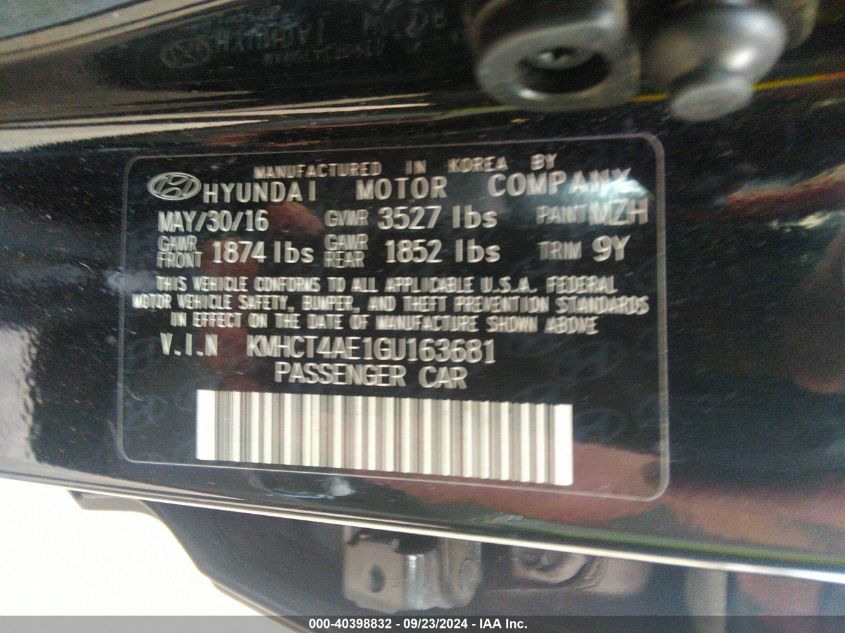 MANUFACTURED IN KOREA BY
HYUNDAI MOTOR COMPANY
MAY/30/16 GVWR 3527 lbs PAINT MZH
GAWR FRONT 1874 lbs GAWR REAR 1852 lbs TRIM 9Y
THIS VEHICLE CONFORMS TO ALL APPLICABLE U.S.A. FEDERAL
MOTOR VEHICLE SAFETY, BUMPER, AND THEFT PREVENTION STANDARDS
IN EFFECT ON THE DATE OF MANUFACTURE SHOWN ABOVE
V.I.N KMHCT4AE1GU163681
PASSENGER CAR
000-40398832 - 09/23/2024 - IAA Inc.